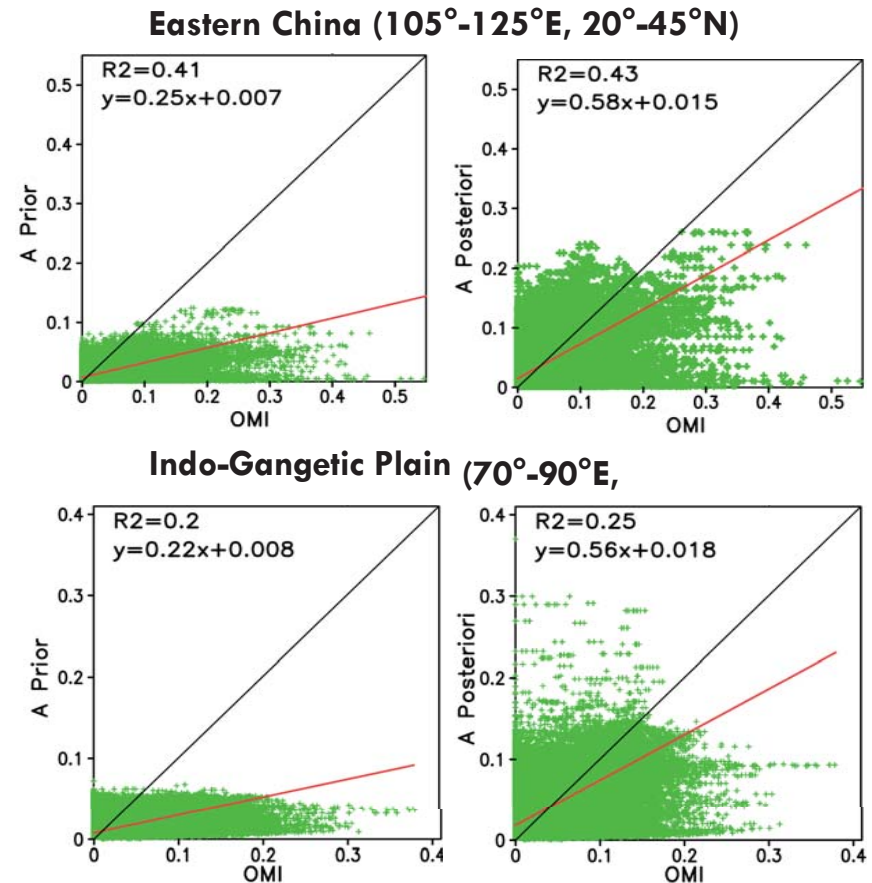 Eastern China (105°-125°E, 20°-45°N)
R2=0.41
y=0.25x+0.007
A Prior
0.5
0.4
0.3
0.2
0.1
0
0 0.1 0.2 0.3 0.4 0.5
OMI
R2=0.43
y=0.58x+0.015
A Posteriori
0.5
0.4
0.3
0.2
0.1
0
0 0.1 0.2 0.3 0.4 0.5
OMI
Indo-Gangetic Plain (70°-90°E,
R2=0.2
y=0.22x+0.008
A Prior
0.4
0.3
0.2
0.1
0
0 0.1 0.2 0.3 0.4
OMI
R2=0.25
y=0.56x+0.018
A Posteriori
0.4
0.3
0.2
0.1
0
0 0.1 0.2 0.3 0.4
OMI